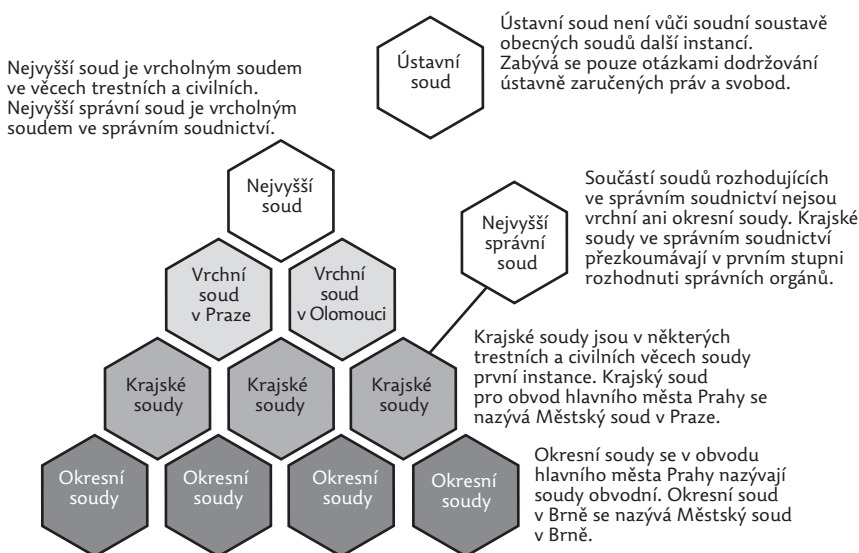 Ústavní
soud
Ústavní soud není vůči soudní soustavě
obecných soudů další instancí.
Zabývá se pouze otázkami dodržování
ústavně zaručených práv a svobod.
Nejvyšší soud je vrcholným soudem
ve věcech trestních a civilních.
Nejvyšší správní soud je vrcholným
soudem ve správním soudnictví.
Nejvyšší
soud
Nejvyšší
správní
soud
Součástí soudů rozhodujících
ve správním soudnictví nejsou
vrchní ani okresní soudy. Krajské
soudy ve správním soudnictví
přezkoumávají v prvním stupni
rozhodnuti správních orgánů.
Vrchní
soud
v Praze
Vrchní
soud
v Olomouci
Krajské
soudy
Krajské
soudy
Krajské
soudy
Krajské soudy jsou v některých
trestních a civilních věcech soudy
první instance. Krajský soud
pro obvod hlavního města Prahy se
nazývá Městský soud v Praze.
Okresní
soudy
Okresní
soudy
Okresní
soudy
Okresní
soudy
Okresní soudy se v obvodu
hlavního města Prahy nazývají
soudy obvodní. Okresní soud
v Brně se nazývá Městský soud
v Brně.